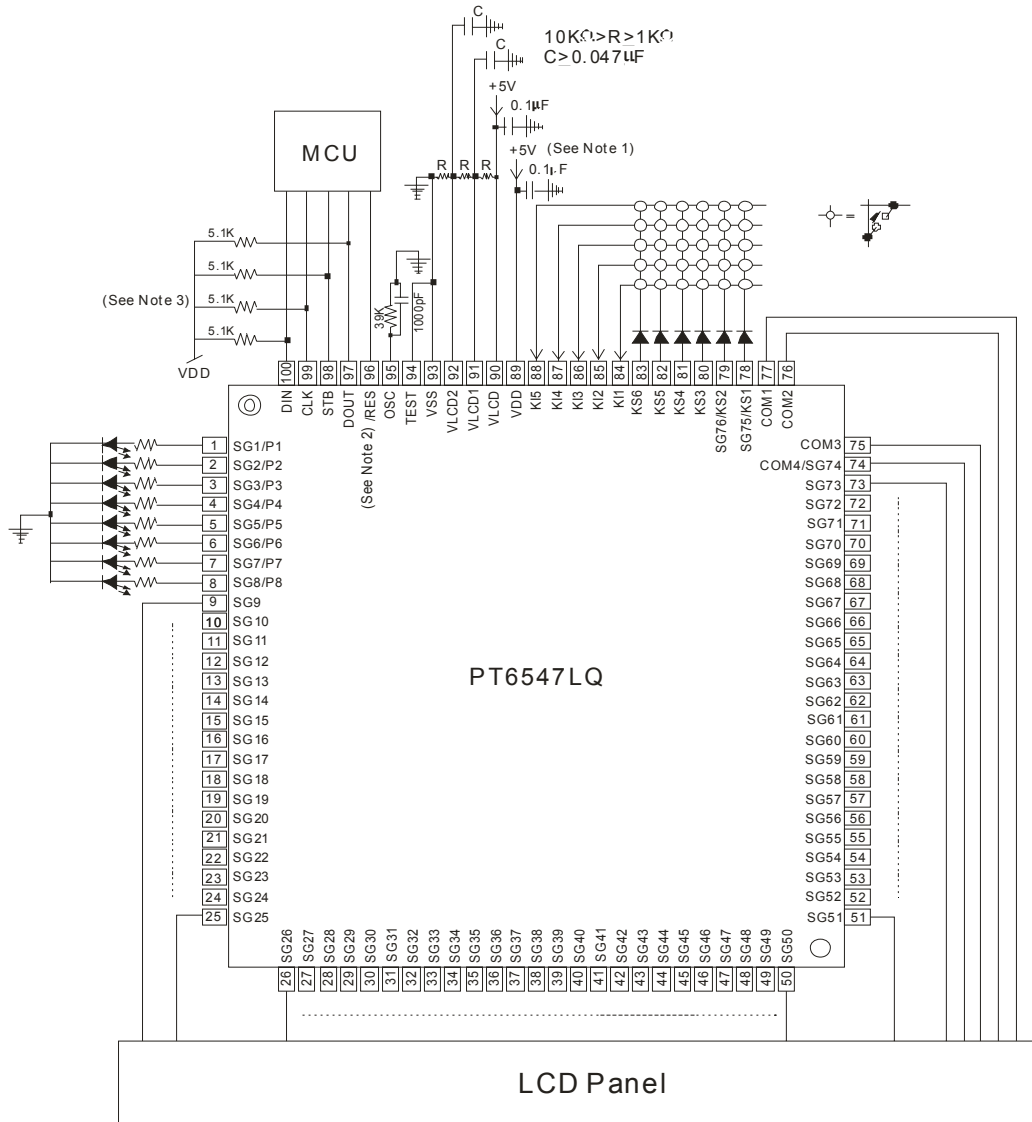 C
C
10KΩ>R≥1KΩ
C≥0.047µF
+5V
0.1µF
+5V (See Note 1)
0.1µF
MCU
R R R
5.1K
5.1K
(See Note 3)
5.1K
5.1K
VDD
39K
1000pF
=
100 99 98 97 96 95 94 93 92 91 90 89 88 87 86 85 84 83 82 81 80 79 78 77 76
DIN
CLK
STB
DOUT
(See Note 2) /RES
OSC
TEST
VSS
VLCD2
VLCD1
VLCD
VDD
KI5
KI4
KI3
KI2
KI1
KS6
KS5
KS4
KS3
SG76/KS2
SG75/KS1
COM1
COM2
1 SG1/P1
2 SG2/P2
3 SG3/P3
4 SG4/P4
5 SG5/P5
6 SG6/P6
7 SG7/P7
8 SG8/P8
9 SG9
10 SG10
11 SG11
12 SG12
13 SG13
14 SG14
15 SG15
16 SG16
17 SG17
18 SG18
19 SG19
20 SG20
21 SG21
22 SG22
23 SG23
24 SG24
25 SG25
PT6547LQ
COM3 75
COM4/SG74 74
SG73 73
SG72 72
SG71 71
SG70 70
SG69 69
SG68 68
SG67 67
SG66 66
SG65 65
SG64 64
SG63 63
SG62 62
SG61 61
SG60 60
SG59 59
SG58 58
SG57 57
SG56 56
SG55 55
SG54 54
SG53 53
SG52 52
SG51 51
SG26
SG27
SG28
SG29
SG30
SG31
SG32
SG33
SG34
SG35
SG36
SG37
SG38
SG39
SG40
SG41
SG42
SG43
SG44
SG45
SG46
SG47
SG48
SG49
SG50
26 27 28 29 30 31 32 33 34 35 36 37 38 39 40 41 42 43 44 45 46 47 48 49 50
LCD Panel